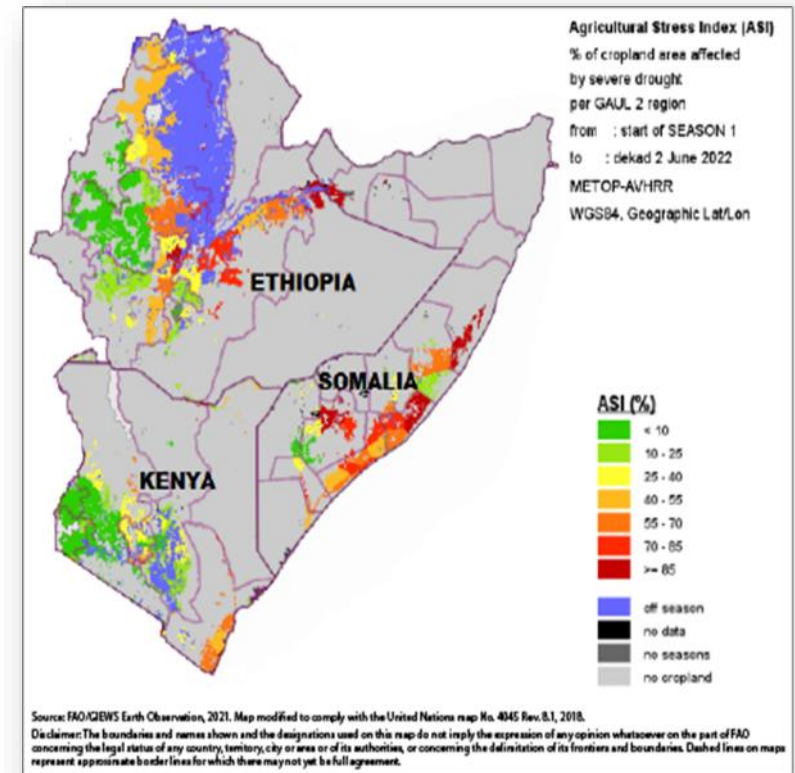 Agricultural Stress Index (ASI)
% of cropland area affected
by severe drought
per GAUL 2 region
from : start of SEASON 1
to : dekad 2 June 2022
METOP-AVHRR
WGS84, Geographic Lat/Lon
ETHIOPIA
SOMALIA
KENYA
ASI (%)
< 10
10 - 25
25 - 40
40 - 55
55 - 70
70 - 85
>= 85
off season
no data
no seasons
no cropland
Source: FAO/GIEWS Earth Observation, 2021. Map modified to comply with the United Nations map No. 4045 Rev. 8.1, 2018.
Disclaimer: The boundaries and names shown and the designations used on this map do not imply the expression of any opinion whatsoever on the part of FAO
concerning the legal status of any country, territory, city or area or of its authorities, or concerning the delimitation of its frontiers and boundaries. Dashed lines on maps
represent approximate border lines for which there may not yet be full agreement.